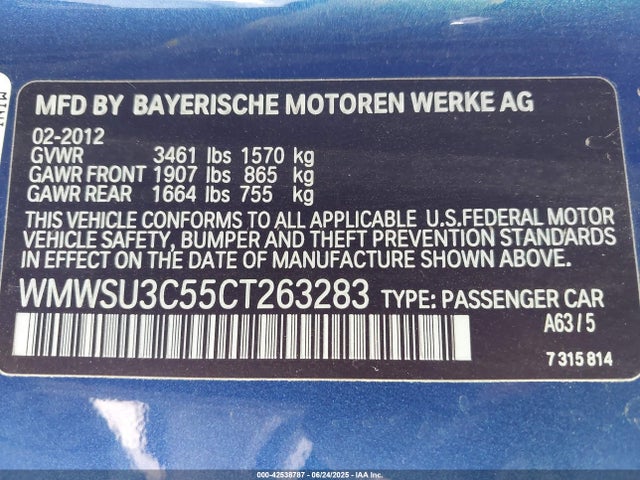 MINI
MFD BY BAYERISCHE MOTOREN WERKE AG
02-2012
GVWR 3461 lbs 1570 kg
GAWR FRONT 1907 lbs 865 kg
GAWR REAR 1664 lbs 755 kg
THIS VEHICLE CONFORMS TO ALL APPLICABLE U.S.FEDERAL MOTOR
VEHICLE SAFETY, BUMPER AND THEFT PREVENTION STANDARDS
IN EFFECT ON THE DATE OF MANUFACTURE SHOWN ABOVE.
WMWSU3C55CT263283 TYPE: PASSENGER CAR
A63/5
7 315 814
000-42538787 - 06/24/2025 - IAAI.COM